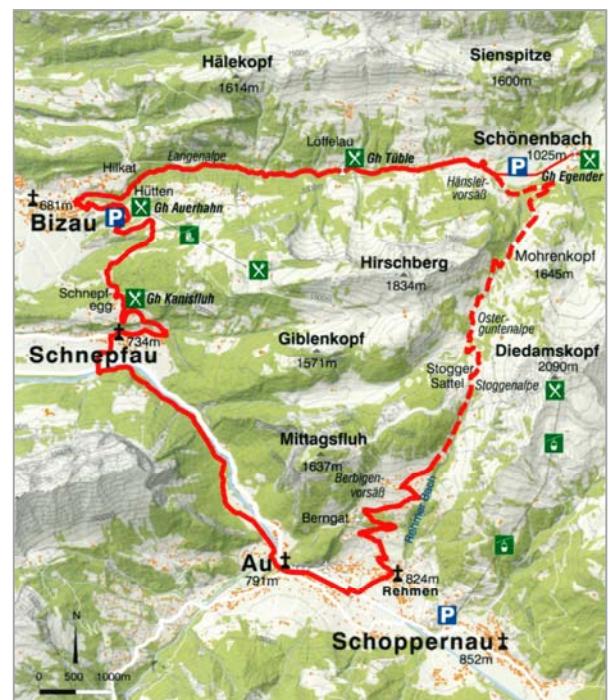 Hälekopf
1614m
Sienspitze
1600m
Schönenbach
1025m
Löffelau
Gh Tüble
Langenalpe
Hilkat
Gh Egender
Hänsler-
vorsäß
Hütten
Gh Auerhahn
681m
Bizau
Mohrenkopf
1645m
Hirschberg
1834m
Schnepf-
egg
Gh Kanisfluh
Oster-
guntenalpe
734m
Schnepfau
Giblenkopf
1571m
Diedamskopf
2090m
Stogger
Sattel
Stoggenalpe
Mittagsfluh
1637m
Berbigen-
vorsäß
Rehmer Bach
Berngat
Au
791m
824m
Rehmen
P
Schoppernau
852m
N
0 500 1000m